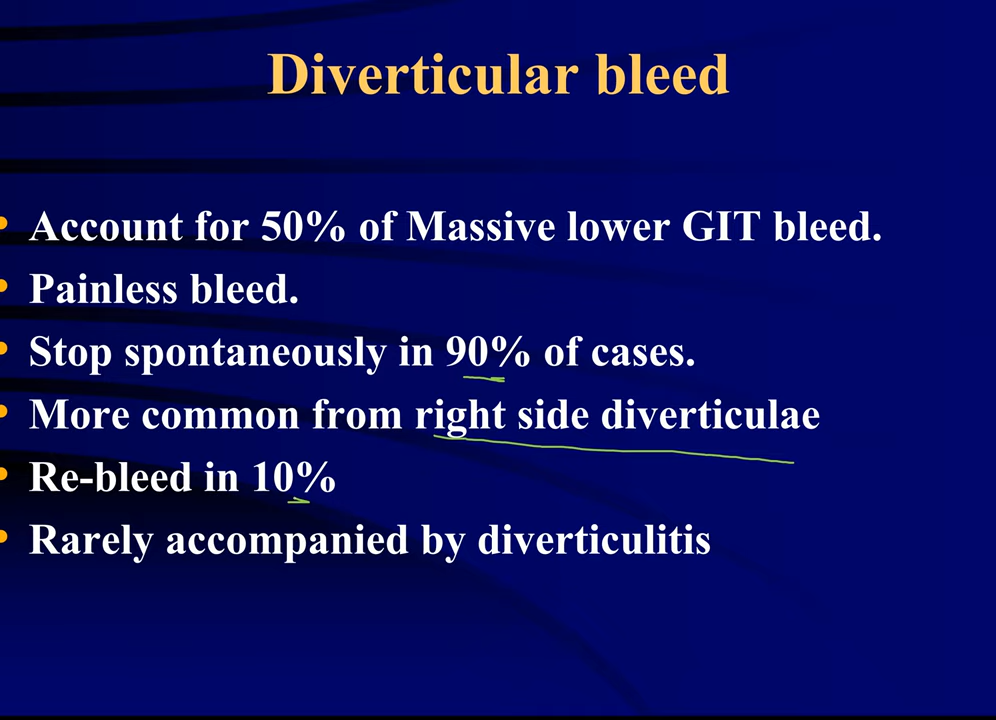 Diverticular bleed
• Account for 50% of Massive lower GIT bleed.
• Painless bleed.
• Stop spontaneously in 90% of cases.
• More common from right side diverticulae
• Re-bleed in 10%
• Rarely accompanied by diverticulitis